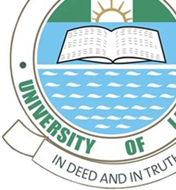 UNIVERSITY OF
IN DEED AND IN TRUTH